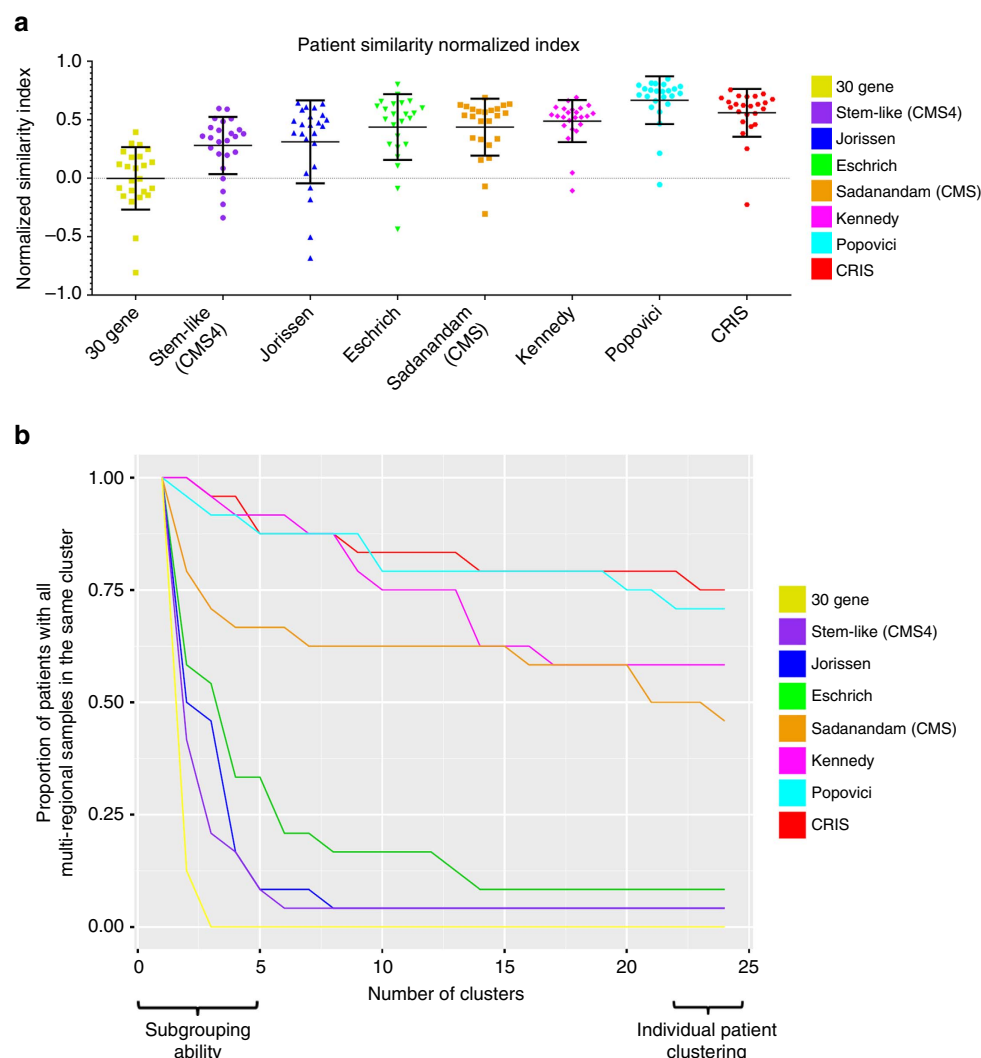 a
Patient similarity normalized index
Normalized similarity index
1.0
0.5
0.0
−0.5
−1.0
30 gene
Stem-like
(CMS4)
Jorissen
Eschrich
Sadanandam
(CMS)
Kennedy
Popovici
CRIS
30 gene
Stem-like (CMS4)
Jorissen
Eschrich
Sadanandam (CMS)
Kennedy
Popovici
CRIS
b
Proportion of patients with all
multi-regional samples in the same cluster
1.00
0.75
0.50
0.25
0.00
0 5 10 15 20 25
Number of clusters
Subgrouping
ability
Individual patient
clustering
30 gene
Stem-like (CMS4)
Jorissen
Eschrich
Sadanandam (CMS)
Kennedy
Popovici
CRIS